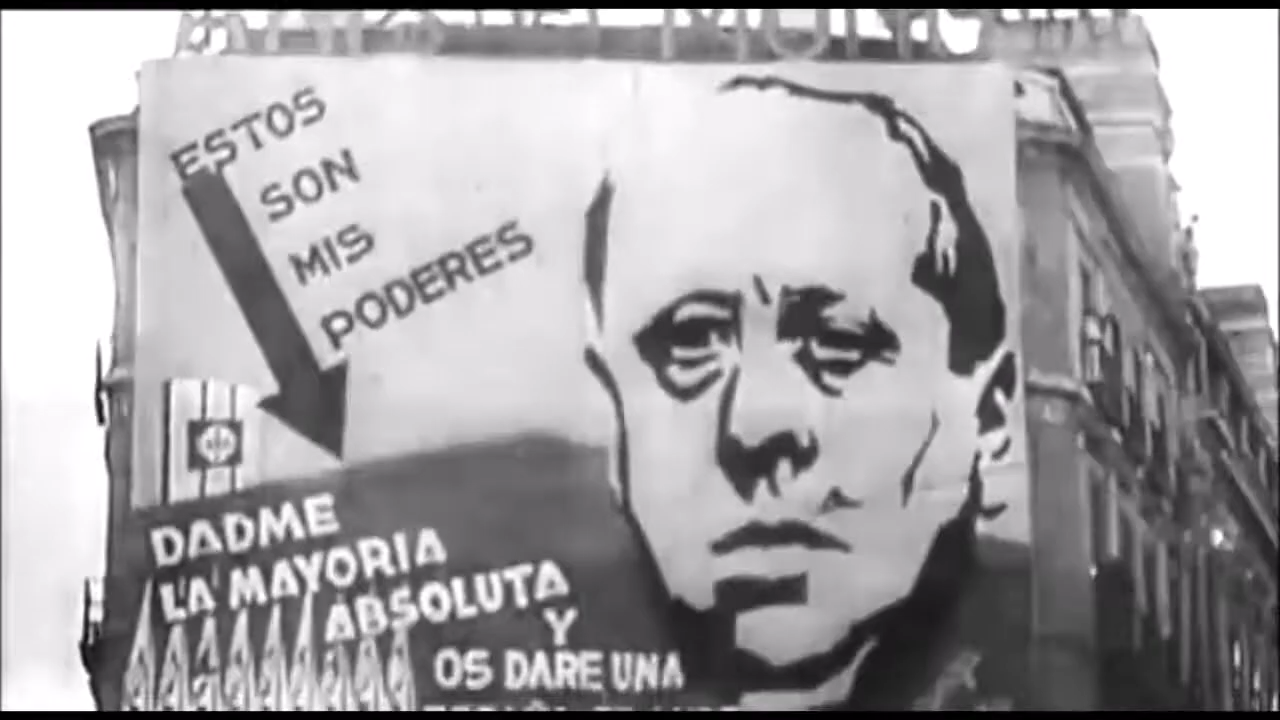 ESTOS
SON
MIS
PODERES
DADME
LA MAYORIA
ABSOLUTA
Y
OS DARE UNA